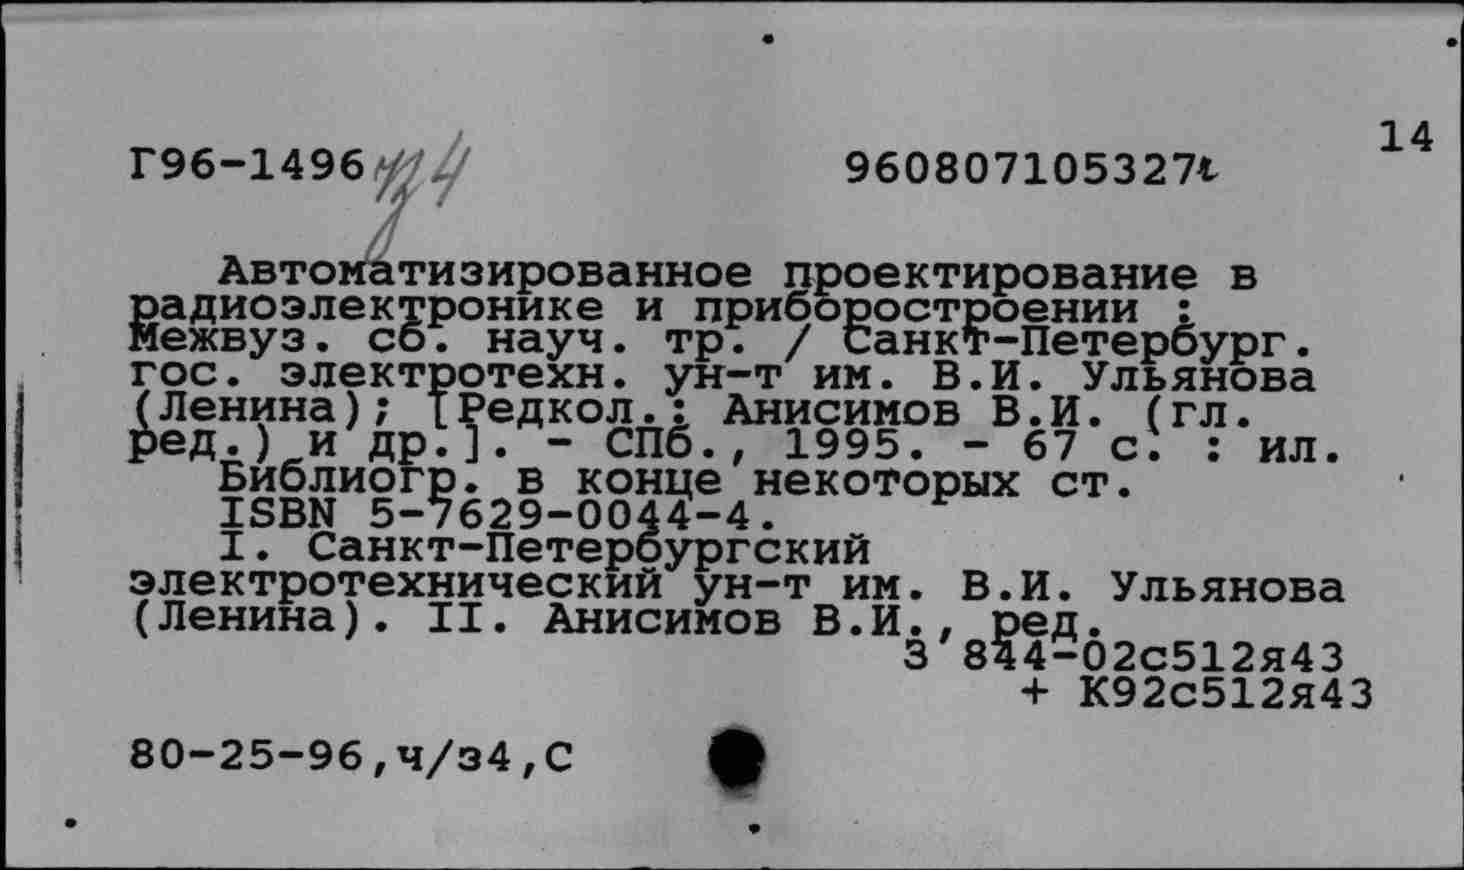 14
Г96-1496 960807105327t
Автоматизированное проектирование в
радиоэлектронике и приборостроении :
Межвуз. сб. науч. тр. / Санкт-Петербург.
гос. электротехн. ун-т им. В.И. Ульянова
(Ленина); [Редкол.: Анисимов В.И. (гл.
ред.) и др.]. - СПб., 1995. - 67 с. : ил.
Библиогр. в конце некоторых ст.
ISBN 5-7629-0044-4.
I. Санкт-Петербургский
электротехнический ун-т им. В.И. Ульянова
(Ленина). II. Анисимов В.И., ред.
З 844-02с512я43
+ К92с512я43
80-25-96,ч/з4,С